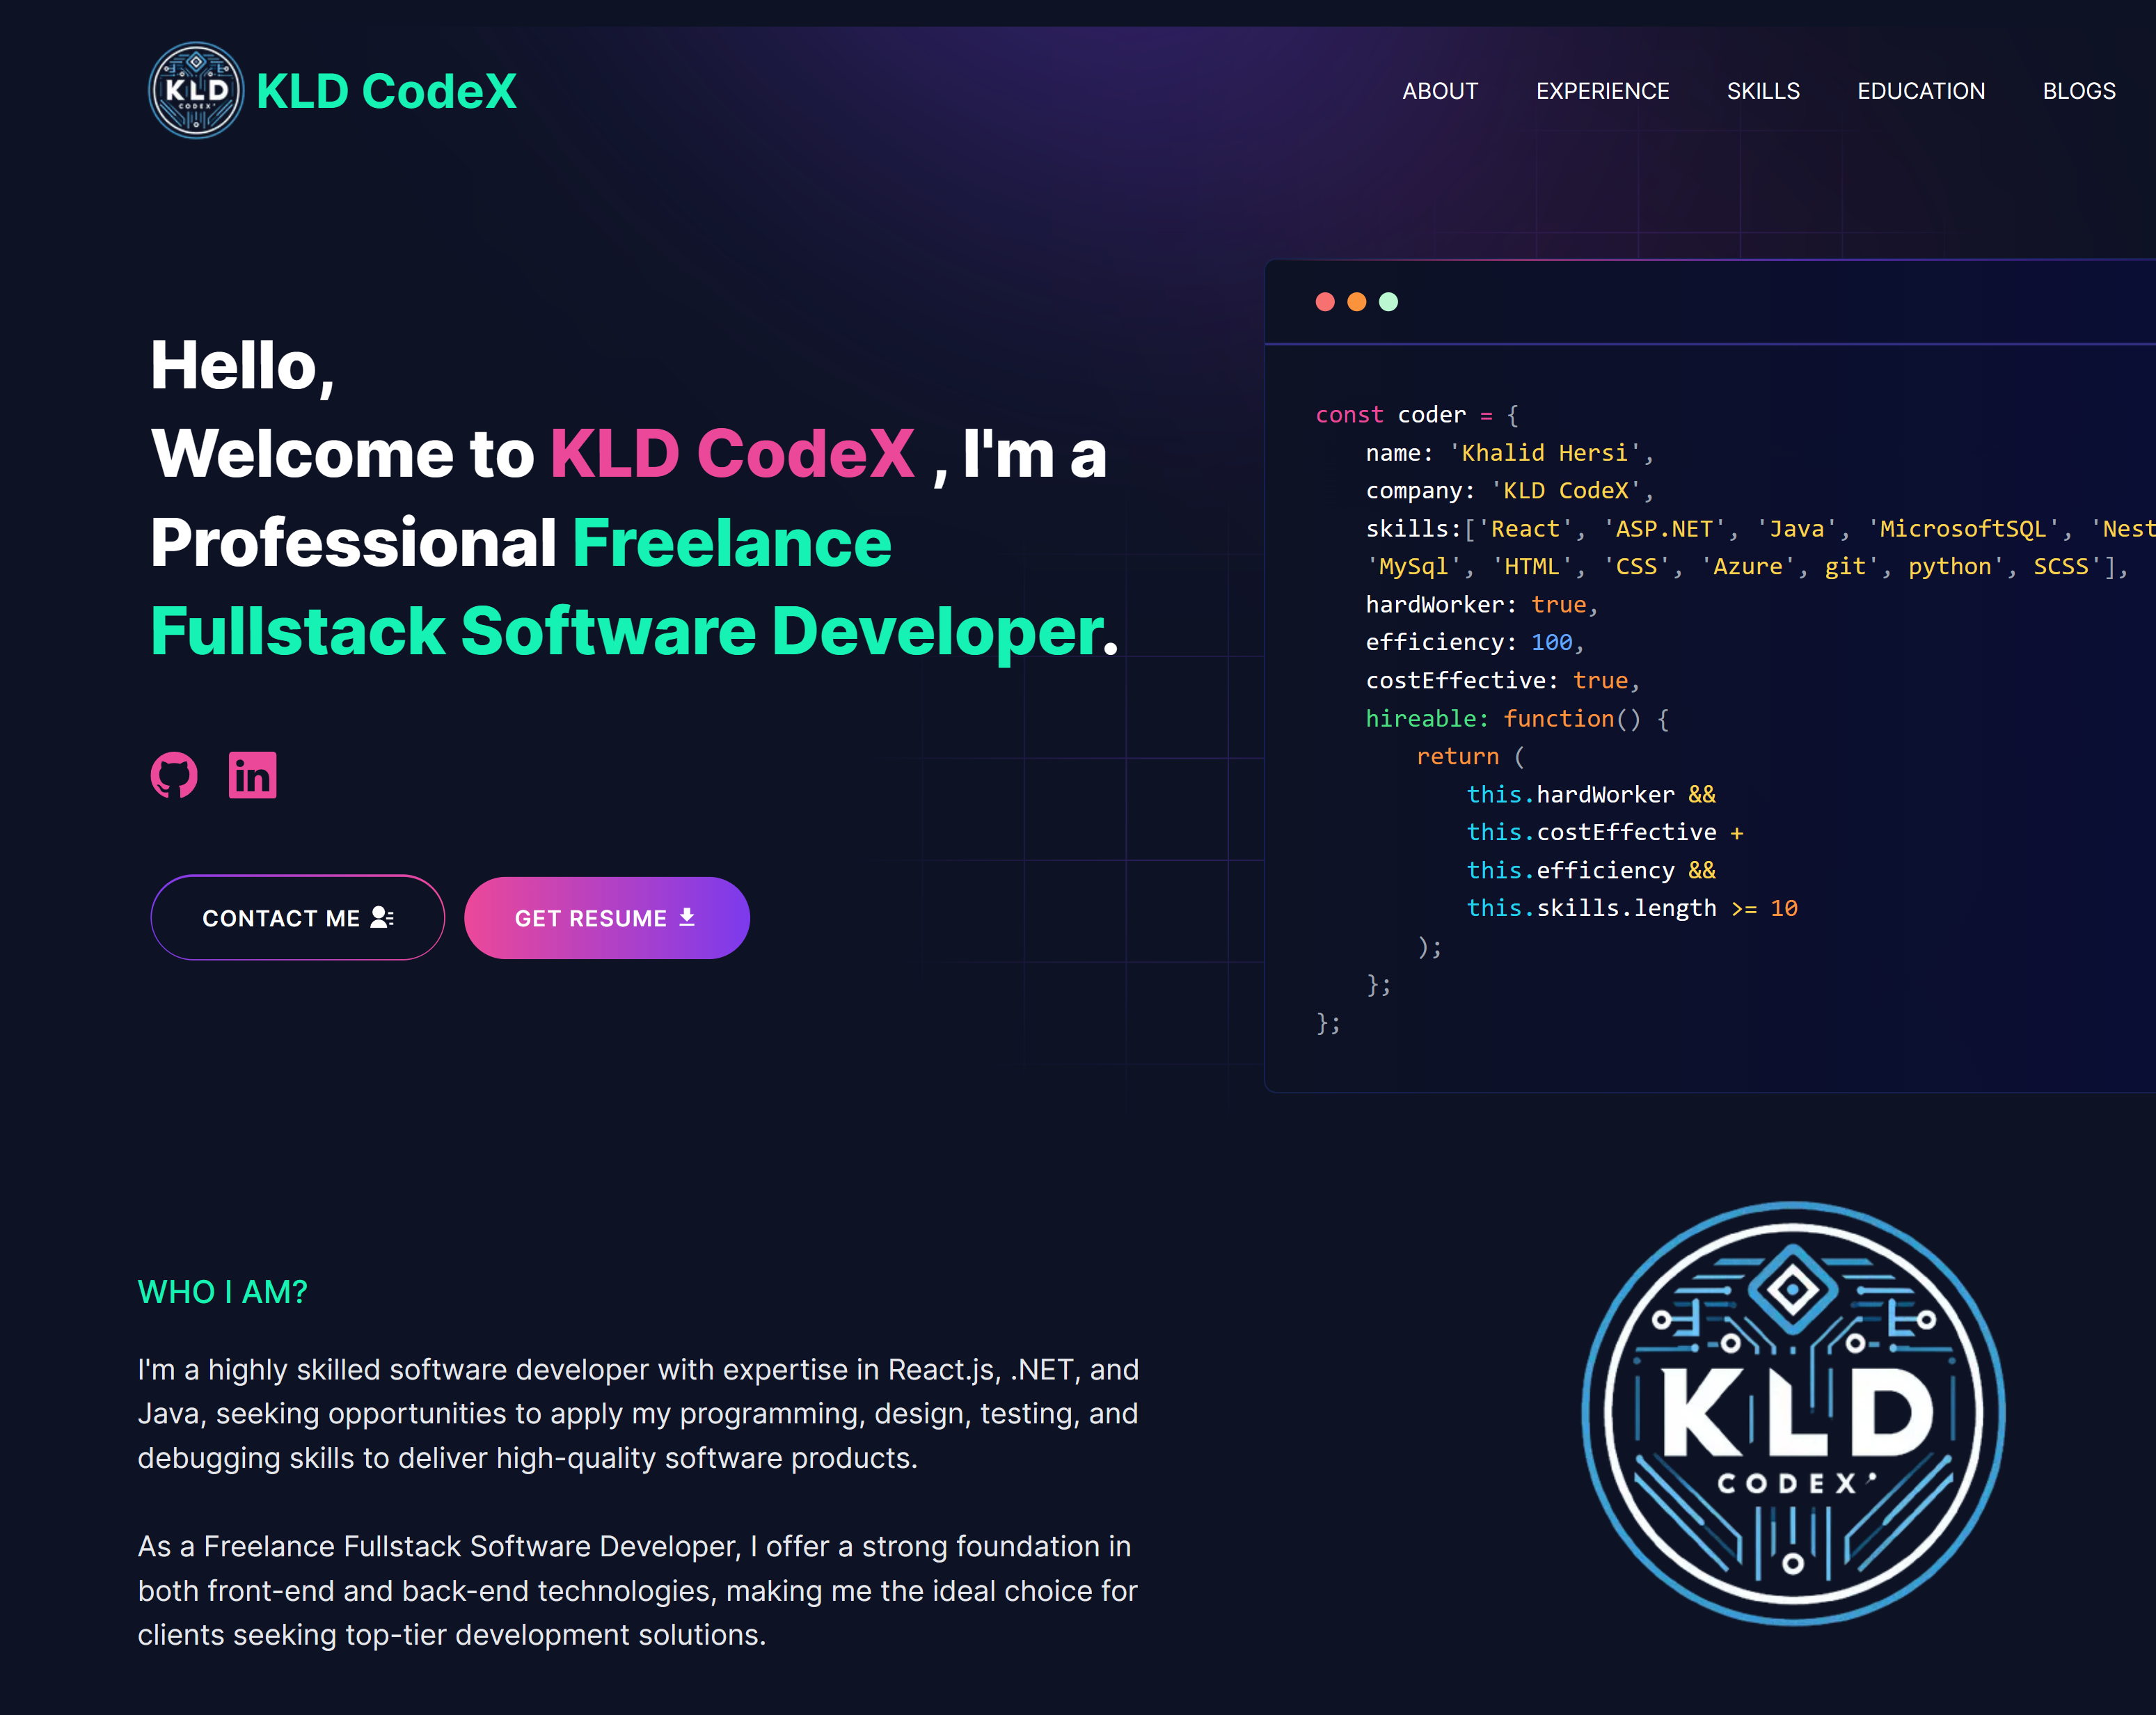 KLD
CODEX
KLD CodeX
ABOUT EXPERIENCE SKILLS EDUCATION BLOGS
Hello,
Welcome to KLD CodeX , I'm a
Professional Freelance
Fullstack Software Developer.
CONTACT ME GET RESUME
const coder = {
name: 'Khalid Hersi',
company: 'KLD CodeX',
skills:['React', 'ASP.NET', 'Java', 'MicrosoftSQL', 'Nest
'MySql', 'HTML', 'CSS', 'Azure', git', python', SCSS'],
hardWorker: true,
efficiency: 100,
costEffective: true,
hireable: function() {
return (
this.hardWorker &&
this.costEffective +
this.efficiency &&
this.skills.length >= 10
);
};
};
WHO I AM?
I'm a highly skilled software developer with expertise in React.js, .NET, and
Java, seeking opportunities to apply my programming, design, testing, and
debugging skills to deliver high-quality software products.
As a Freelance Fullstack Software Developer, I offer a strong foundation in
both front-end and back-end technologies, making me the ideal choice for
clients seeking top-tier development solutions.
KLD
CODEX